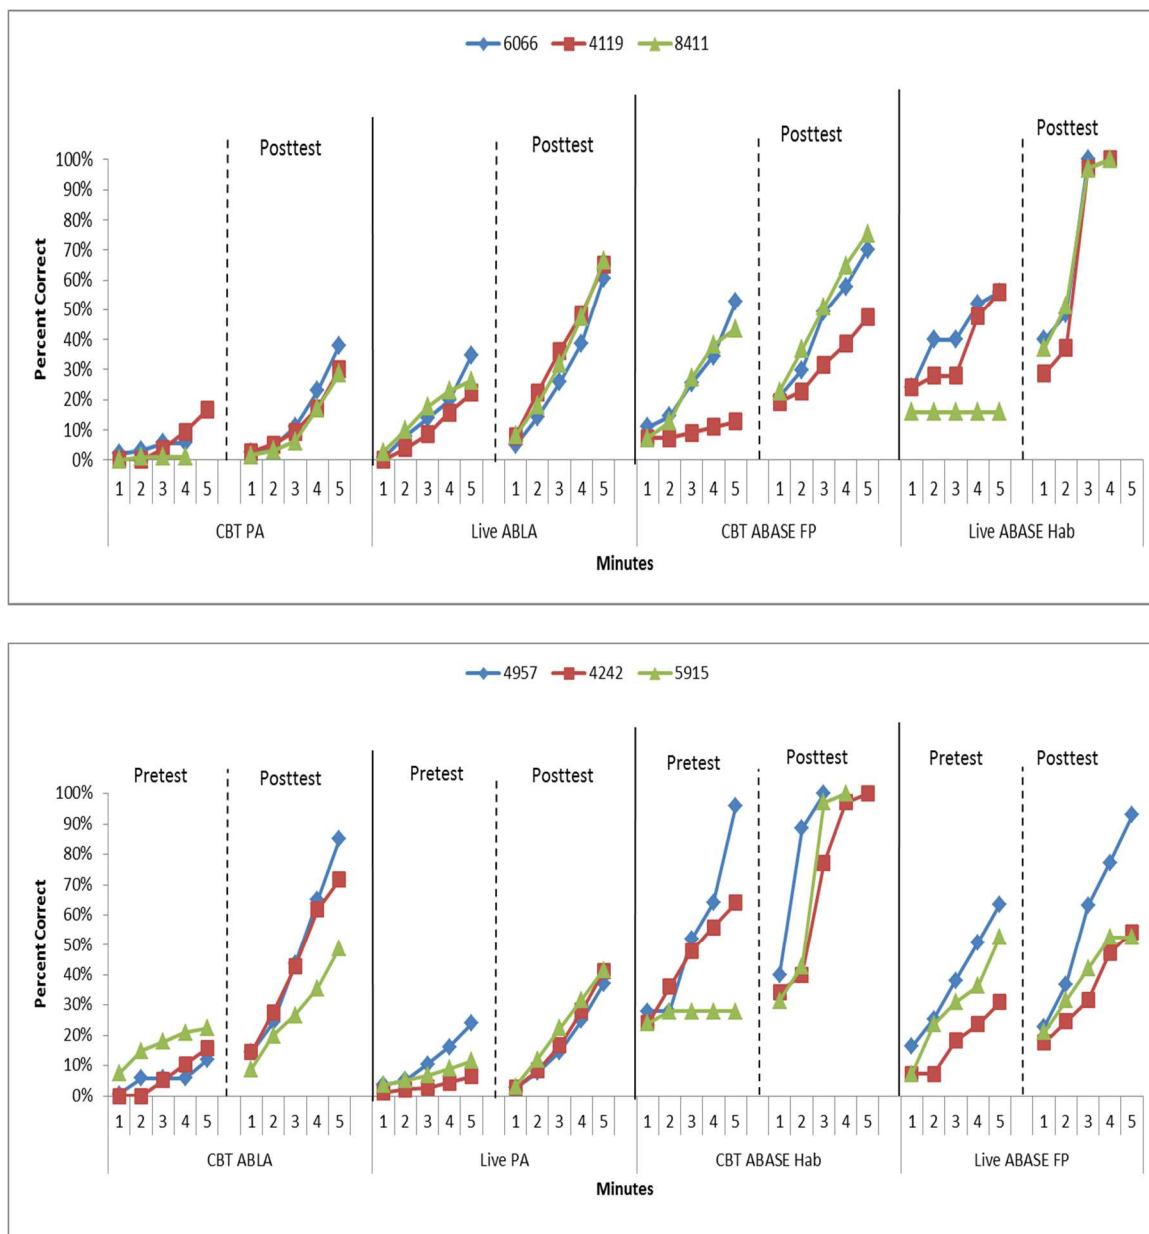 6066 4119 8411
Posttest Posttest Posttest Posttest
100%
90%
80%
70%
60%
50%
40%
30%
20%
10%
0%
Percent Correct
1 2 3 4 5 1 2 3 4 5 1 2 3 4 5 1 2 3 4 5 1 2 3 4 5 1 2 3 4 5 1 2 3 4 5 1 2 3 4 5
CBT PA Live ABLA CBT ABASE FP Live ABASE Hab
Minutes
4957 4242 5915
Pretest Posttest Pretest Posttest Pretest Posttest Pretest Posttest
100%
90%
80%
70%
60%
50%
40%
30%
20%
10%
0%
Percent Correct
1 2 3 4 5 1 2 3 4 5 1 2 3 4 5 1 2 3 4 5 1 2 3 4 5 1 2 3 4 5 1 2 3 4 5 1 2 3 4 5
CBT ABLA Live PA CBT ABASE Hab Live ABASE FP
Minutes